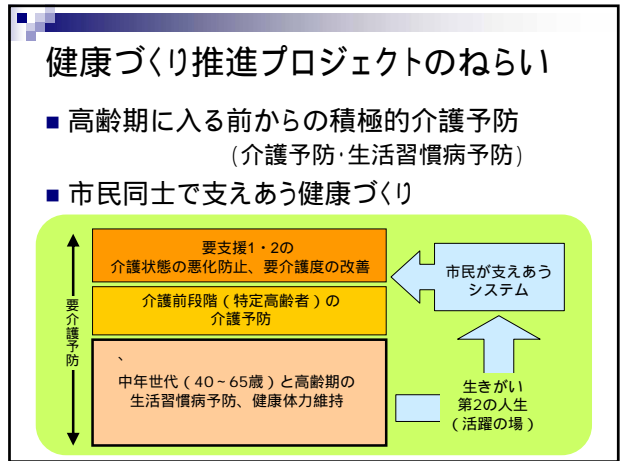 健康づくり推進プロジェクトのねらい
■ 高齢期に入る前からの積極的介護予防
(介護予防･生活習慣病予防)
■ 市民同士で支えあう健康づくり
要介護予防
要支援1・2の
介護状態の悪化防止、要介護度の改善
介護前段階(特定高齢者)の
介護予防
、
中年世代(40~65歳)と高齢期の
生活習慣病予防、健康体力維持
市民が支えあう
システム
生きがい
第2の人生
(活躍の場)